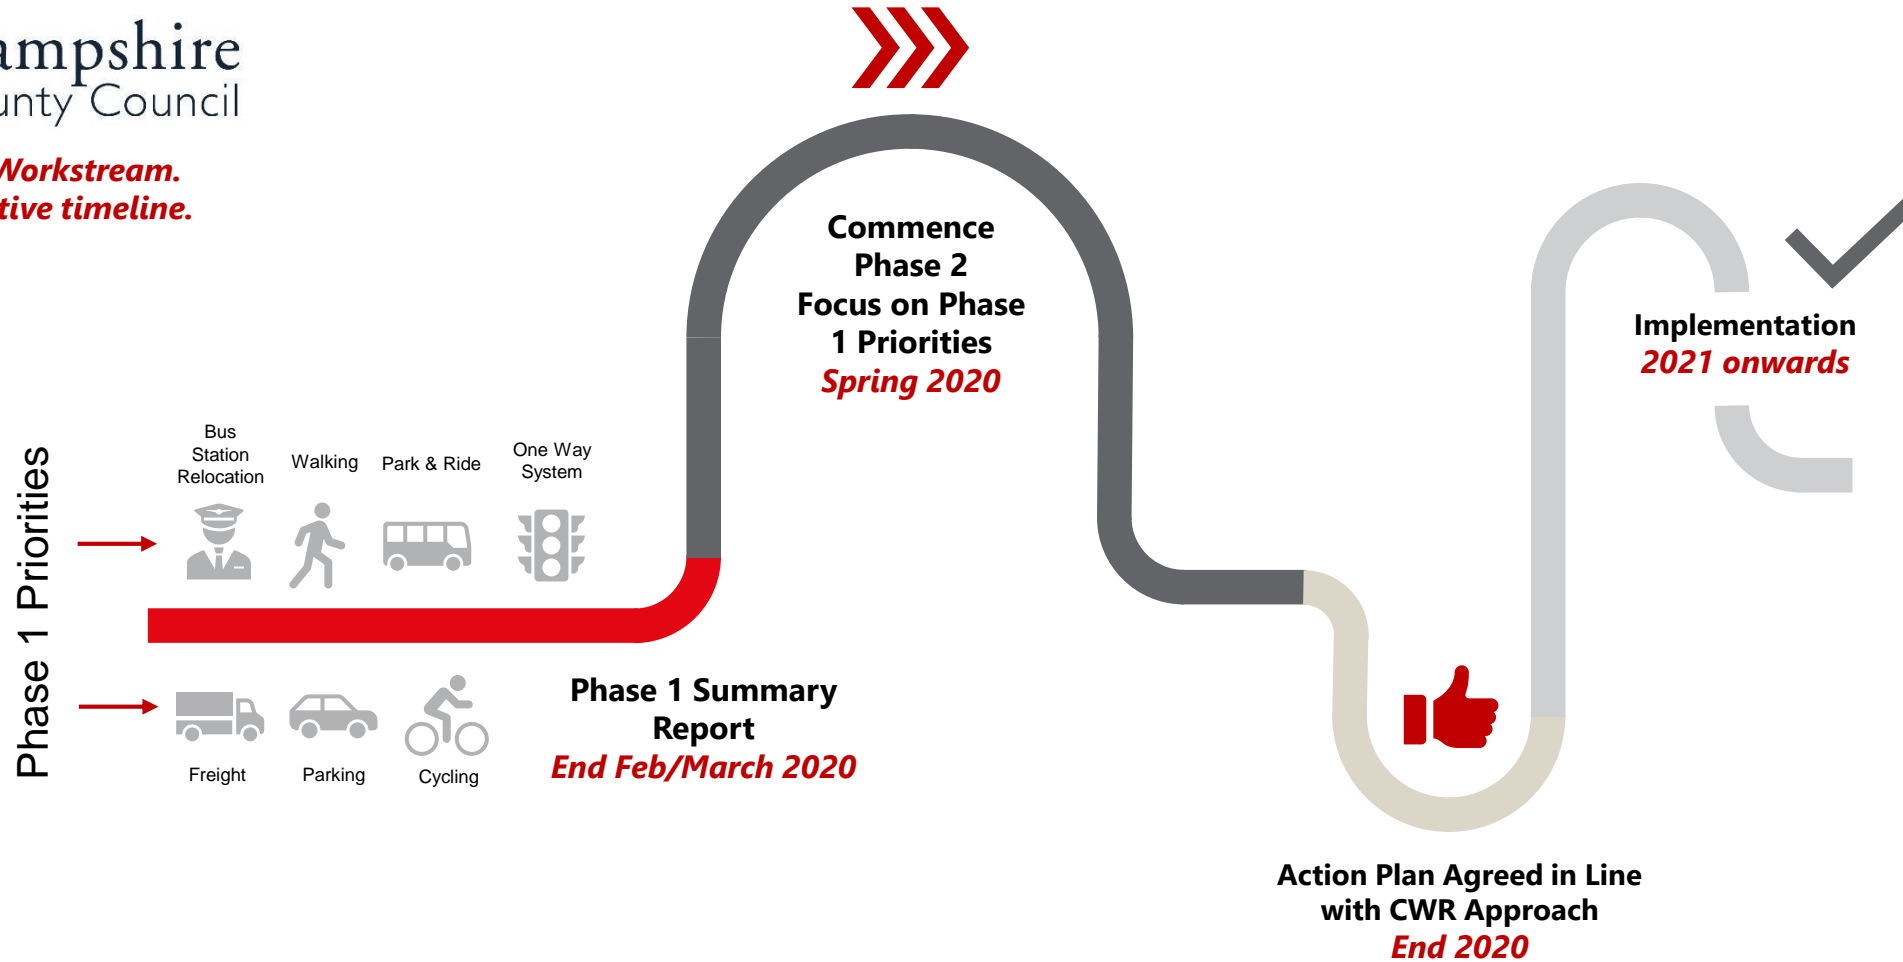 ampshire
unty Council
Workstream.
tive timeline.
Commence
Phase 2
Focus on Phase
1 Priorities
Spring 2020
Implementation
2021 onwards
Phase 1 Priorities
Bus
Station
Relocation
Walking
Park & Ride
One Way
System
Freight
Parking
Cycling
Phase 1 Summary
Report
End Feb/March 2020
Action Plan Agreed in Line
with CWR Approach
End 2020